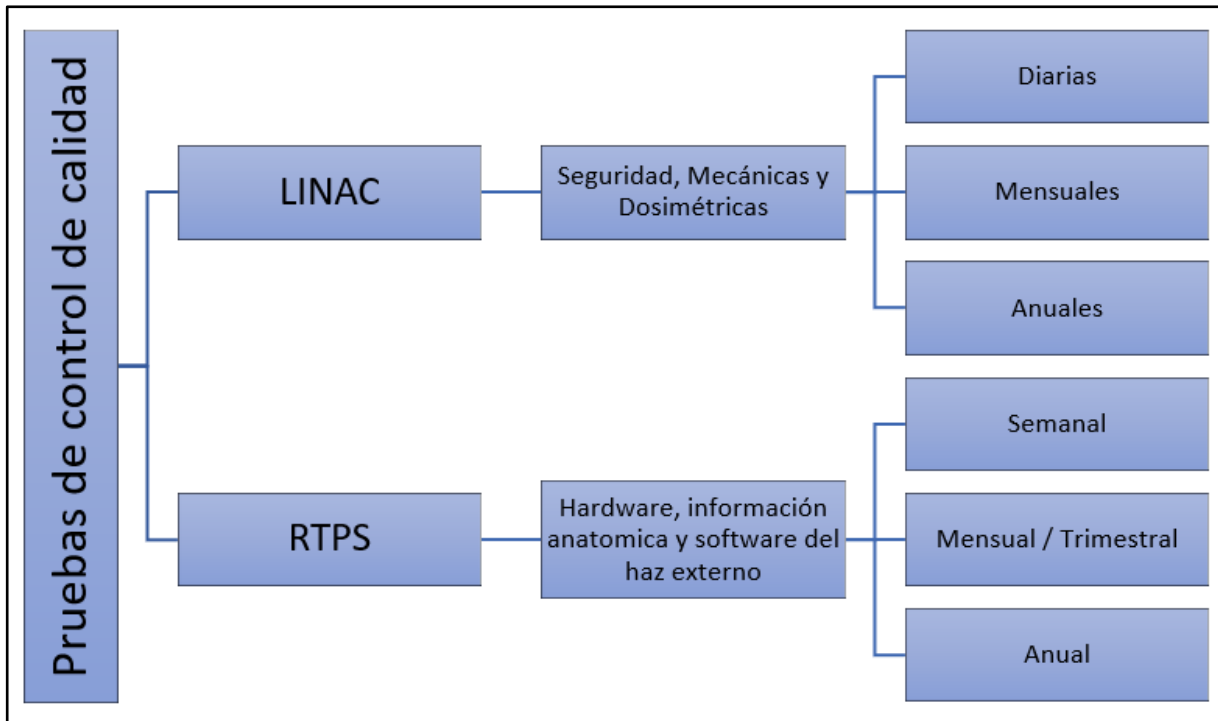 Pruebas de control de calidad
LINAC
Seguridad, Mecánicas y
Dosimétricas
Diarias
Mensuales
Anuales
RTPS
Hardware, información
anatomica y software del
haz externo
Semanal
Mensual / Trimestral
Anual